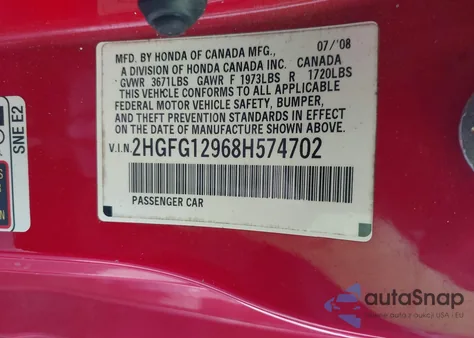 MFD. BY HONDA OF CANADA MFG., 07/'08
A DIVISION OF HONDA CANADA INC. CANADA
GVWR 3671LBS GAWR F 1973LBS R 1720LBS
THIS VEHICLE CONFORMS TO ALL APPLICABLE
FEDERAL MOTOR VEHICLE SAFETY, BUMPER,
AND THEFT PREVENTION STANDARDS IN EFFECT
ON THE DATE OF MANUFACTURE SHOWN ABOVE.
V.I.N. 2HGFG12968H574702
PASSENGER CAR
SNE E2
autoSnap